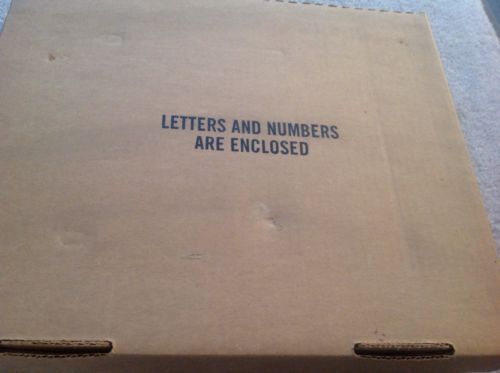 LETTERS AND NUMBERS
ARE ENCLOSED